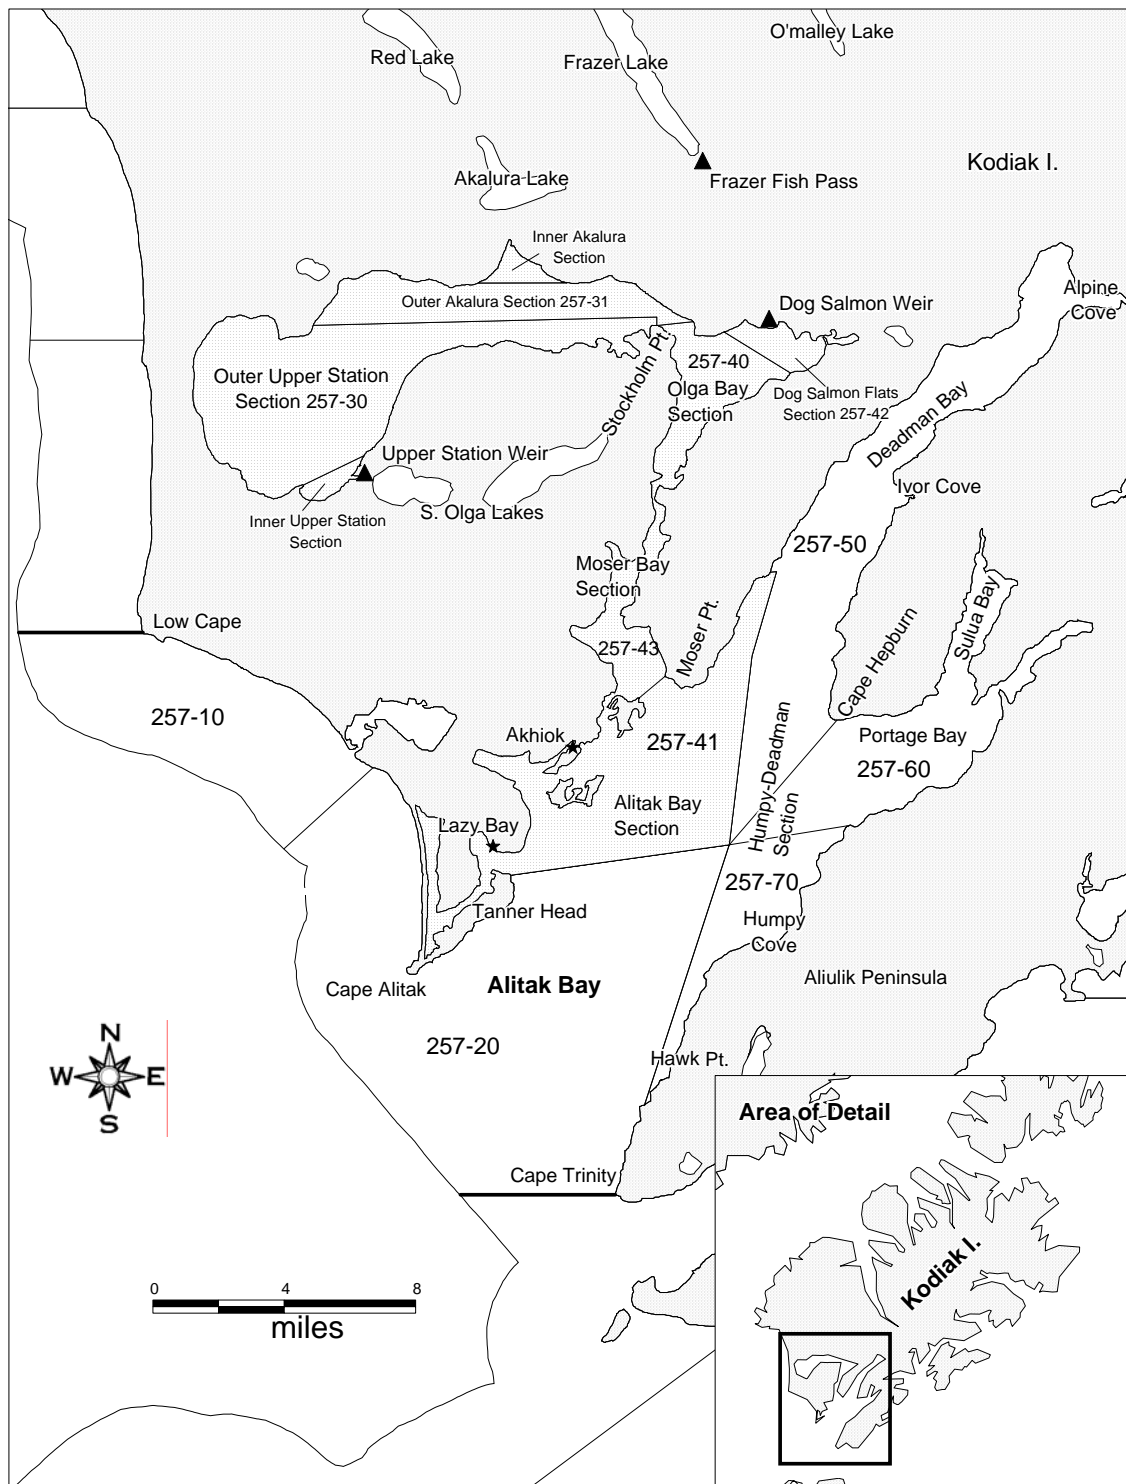 O'malley Lake
Red Lake
Frazer Lake
Kodiak I.
Akalura Lake
Frazer Fish Pass
Inner Akalura
Section
Alpine
Cove
Outer Akalura Section 257-31
Dog Salmon Weir
Stockholm Pt.
257-40
Olga Bay
Section
Outer Upper Station
Section 257-30
Dog Salmon Flats
Section 257-42
Deadman Bay
Upper Station Weir
Ivor Cove
S. Olga Lakes
Inner Upper Station
Section
257-50
Moser Bay
Section
Sulua Bay
Low Cape
Moser Pt.
257-43
Cape Hepburn
257-10
Akhiok
257-41
Humpy-Deadman
Section
Portage Bay
257-60
Alitak Bay
Section
Lazy Bay
257-70
Tanner Head
Humpy
Cove
Cape Alitak
Alitak Bay
Aliulik Peninsula
257-20
Hawk Pt.
N
W E
S
Area of Detail
Cape Trinity
Kodiak I.
0 4 8
miles